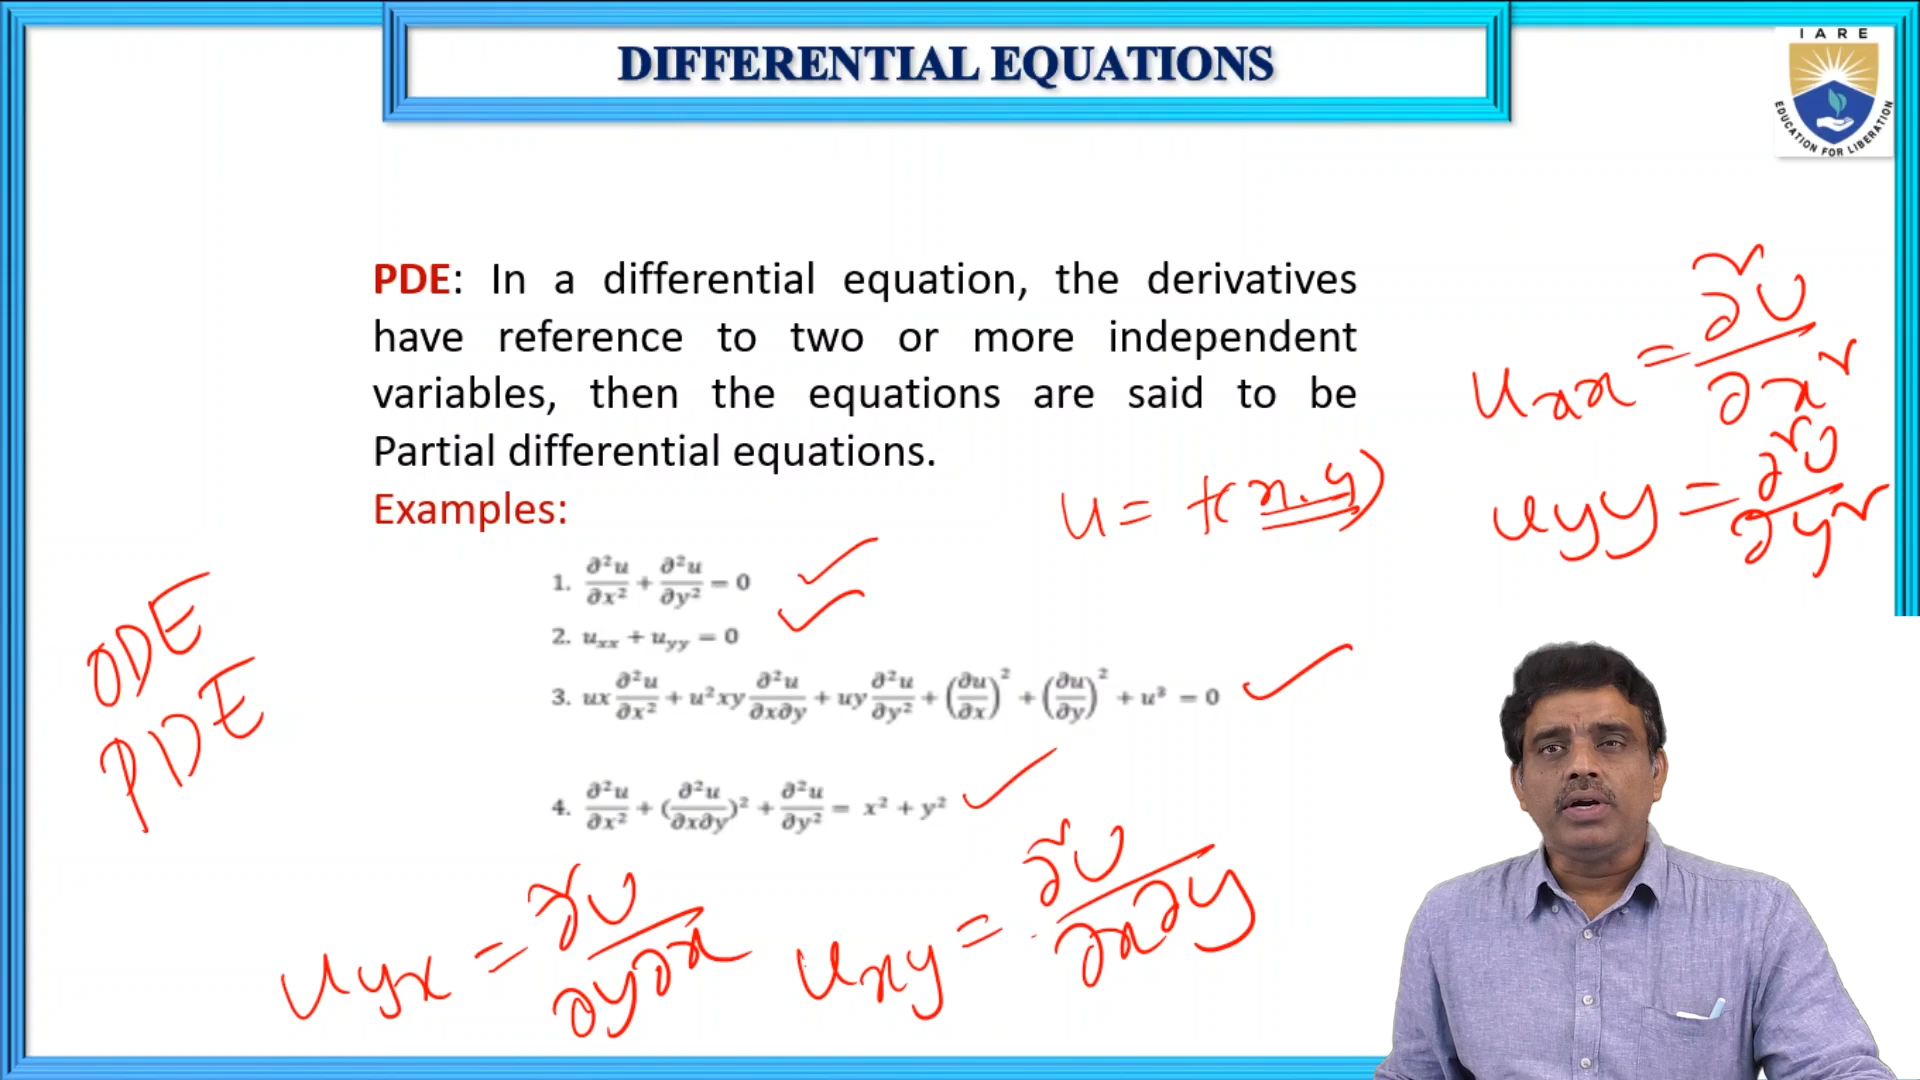 DIFFERENTIAL EQUATIONS
I A R E
EDUCATION FOR LIBERATION
PDE: In a differential equation, the derivatives
have reference to two or more independent
variables, then the equations are said to be
Partial differential equations.
Examples:
u = f(x, y)
uxx = ∂²u/∂x²
uyy = ∂²u/∂y²
1. ∂²u/∂x² + ∂²u/∂y² = 0
2. uxx + uyy = 0
3. ux ∂²u/∂x² + u²xy ∂²u/∂x∂y + uy ∂²u/∂y² + (∂u/∂x)² + (∂u/∂y)² + u³ = 0
4. ∂²u/∂x² + (∂²u/∂x∂y)² + ∂²u/∂y² = x² + y²
ODE
PDE
uyx = ∂²u/∂y∂x
uxy = ∂²u/∂x∂y